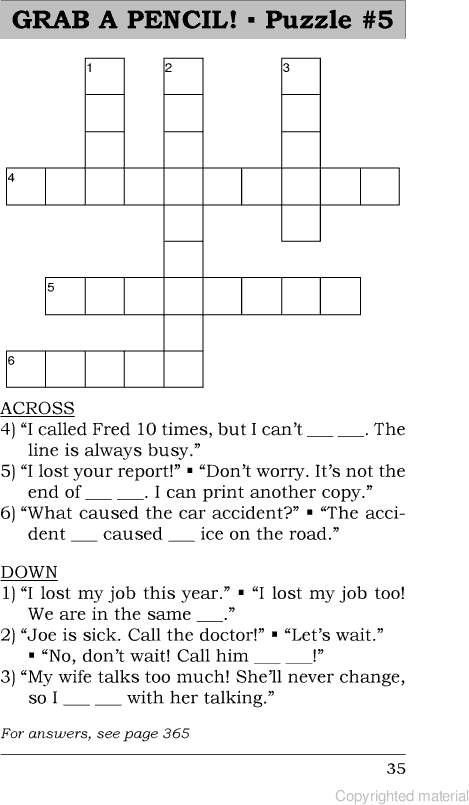 GRAB A PENCIL! ▪ Puzzle #5
1 2 3
4
5
6
ACROSS
4) “I called Fred 10 times, but I can’t ___ ___. The
line is always busy.”
5) “I lost your report!” ▪ “Don’t worry. It’s not the
end of ___ ___. I can print another copy.”
6) “What caused the car accident?” ▪ “The acci-
dent ___ caused ___ ice on the road.”
DOWN
1) “I lost my job this year.” ▪ “I lost my job too!
We are in the same ___.”
2) “Joe is sick. Call the doctor!” ▪ “Let’s wait.”
▪ “No, don’t wait! Call him ___ ___!”
3) “My wife talks too much! She’ll never change,
so I ___ ___ with her talking.”
For answers, see page 365
35
Copyrighted material